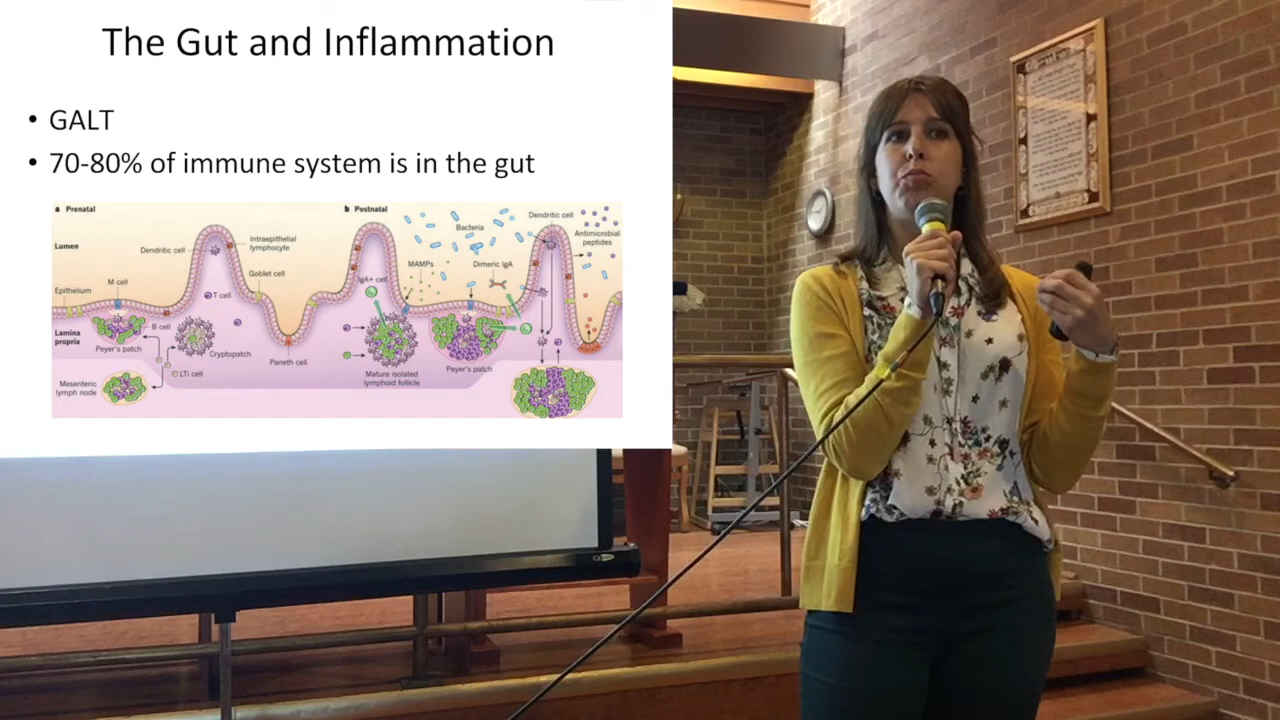 The Gut and Inflammation
• GALT
• 70-80% of immune system is in the gut
a Prenatal
b Postnatal
Dendritic cell
Bacteria
Antimicrobial
peptides
Lumen
Dendritic cell
Intraepithelial
lymphocyte
MAMPs
Dimeric IgA
Goblet cell
IgA+ cell
M cell
Epithelium
T cell
B cell
Lamina
propria
Peyer's patch
Cryptopatch
Paneth cell
Peyer's patch
LTi cell
Mature isolated
lymphoid follicle
Mesenteric
lymph node